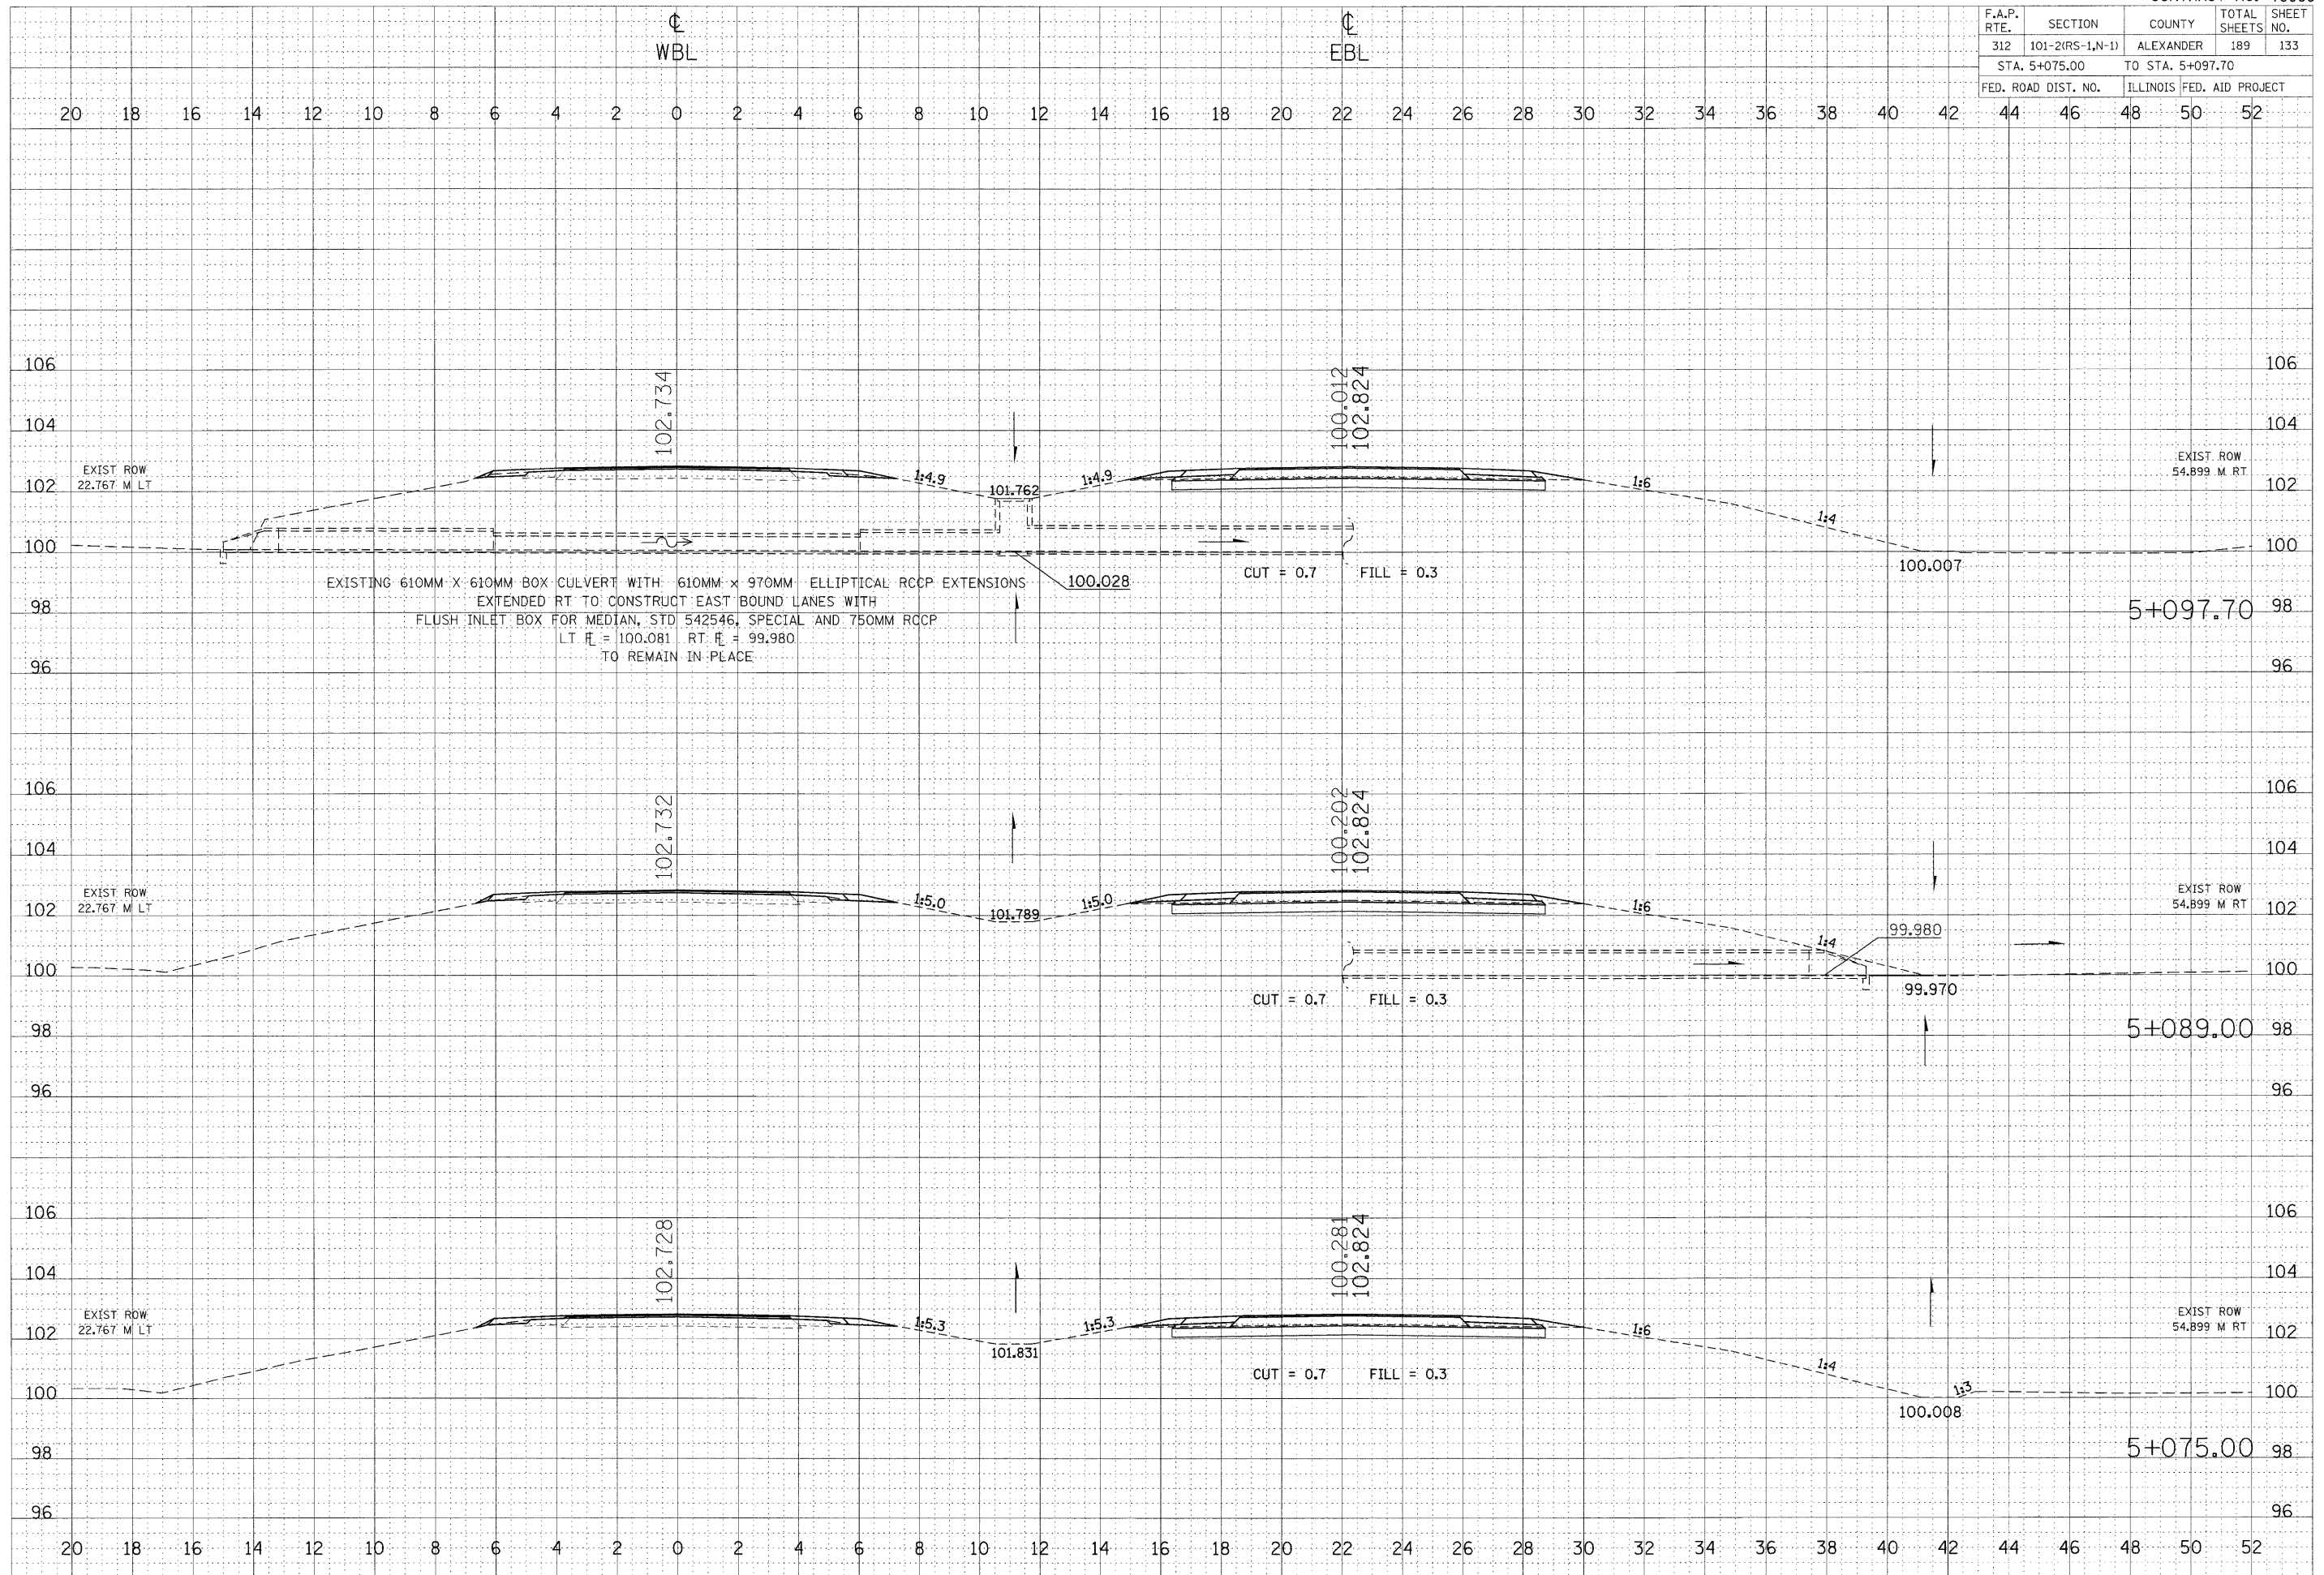 F.A.P. RTE. SECTION COUNTY TOTAL SHEETS SHEET NO.
312 101-2(RS-1,N-1) ALEXANDER 189 133
STA. 5+075.00 TO STA. 5+097.70
FED. ROAD DIST. NO. ILLINOIS FED. AID PROJECT
℄ ℄
WBL EBL
20 18 16 14 12 10 8 6 4 2 0 2 4 6 8 10 12 14 16 18 20 22 24 26 28 30 32 34 36 38 40 42 44 46 48 50 52
106 106
102.734 100.012 102.824
104 104
EXIST ROW EXIST ROW
22.767 M LT 54.899 M RT
102 1:4.9 101.762 1:4.9 1:6 102
1:4
100 100
100.007
CUT = 0.7 FILL = 0.3
EXISTING 610MM X 610MM BOX CULVERT WITH 610MM x 970MM ELLIPTICAL RCCP EXTENSIONS 100.028
EXTENDED RT TO CONSTRUCT EAST BOUND LANES WITH
98 5+097.70 98
FLUSH INLET BOX FOR MEDIAN, STD 542546, SPECIAL AND 750MM RCCP
LT F̵L = 100.081 RT F̵L = 99.980
TO REMAIN IN PLACE
96 96
106 106
102.732 100.202 102.824
104 104
EXIST ROW EXIST ROW
22.767 M LT 54.899 M RT
102 1:5.0 101.789 1:5.0 1:6 102
99.980
1:4
100 100
99.970
CUT = 0.7 FILL = 0.3
98 5+089.00 98
96 96
106 106
102.728 100.281 102.824
104 104
EXIST ROW EXIST ROW
22.767 M LT 54.899 M RT
102 1:5.3 1:5.3 1:6 102
101.831
CUT = 0.7 FILL = 0.3 1:4
100 1:3 100
100.008
98 5+075.00 98
96 96
20 18 16 14 12 10 8 6 4 2 0 2 4 6 8 10 12 14 16 18 20 22 24 26 28 30 32 34 36 38 40 42 44 46 48 50 52